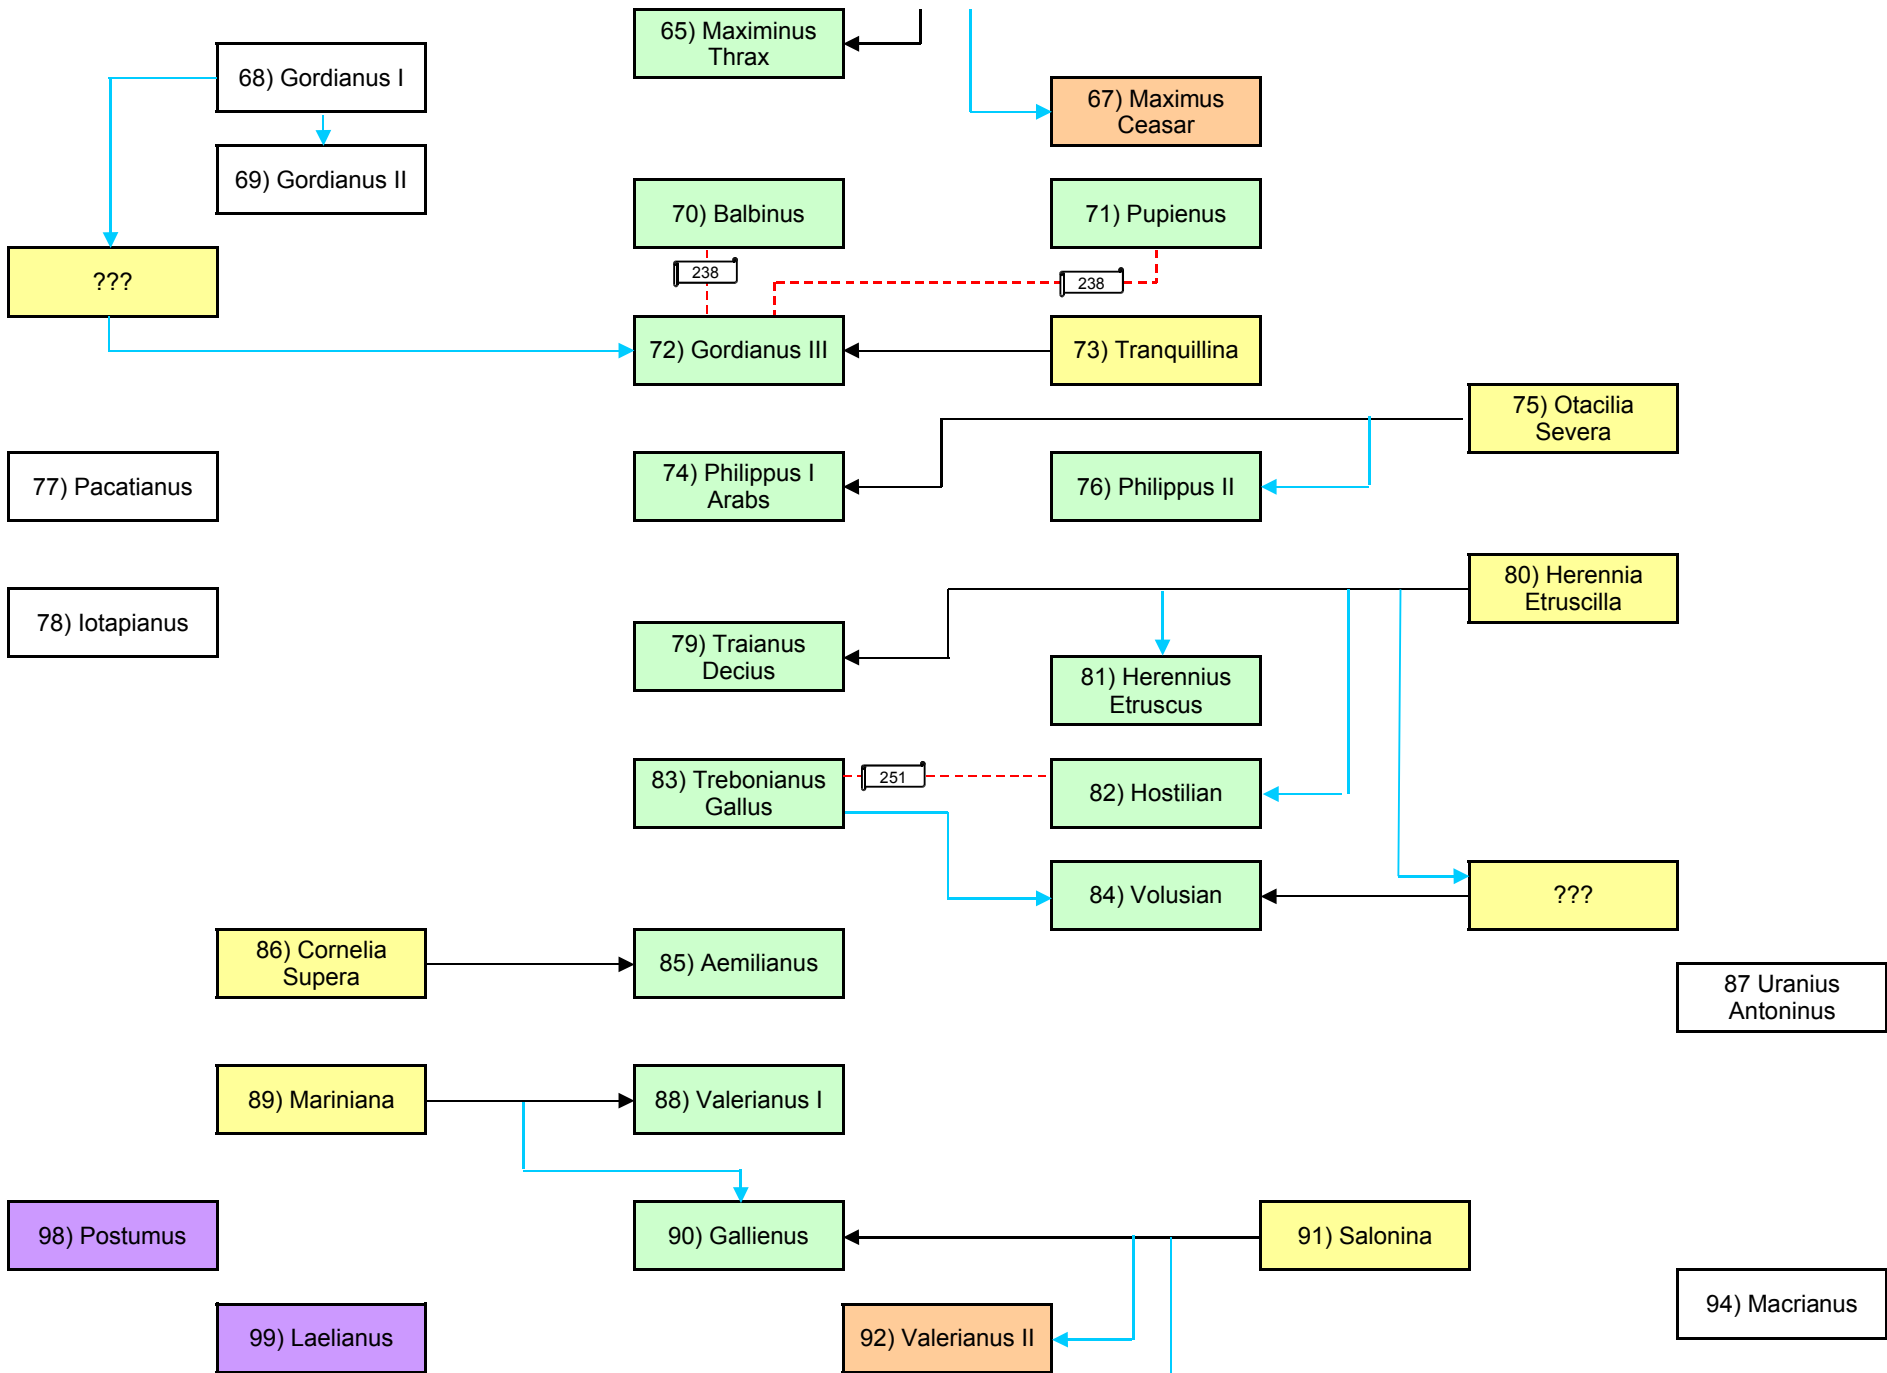 65) Maximinus
Thrax
68) Gordianus I
67) Maximus
Ceasar
69) Gordianus II
70) Balbinus
71) Pupienus
???
238
238
72) Gordianus III
73) Tranquillina
75) Otacilia
Severa
77) Pacatianus
74) Philippus I
Arabs
76) Philippus II
80) Herennia
Etruscilla
78) Iotapianus
79) Traianus
Decius
81) Herennius
Etruscus
83) Trebonianus
Gallus
251
82) Hostilian
84) Volusian
???
86) Cornelia
Supera
85) Aemilianus
87 Uranius
Antoninus
89) Mariniana
88) Valerianus I
98) Postumus
90) Gallienus
91) Salonina
94) Macrianus
99) Laelianus
92) Valerianus II